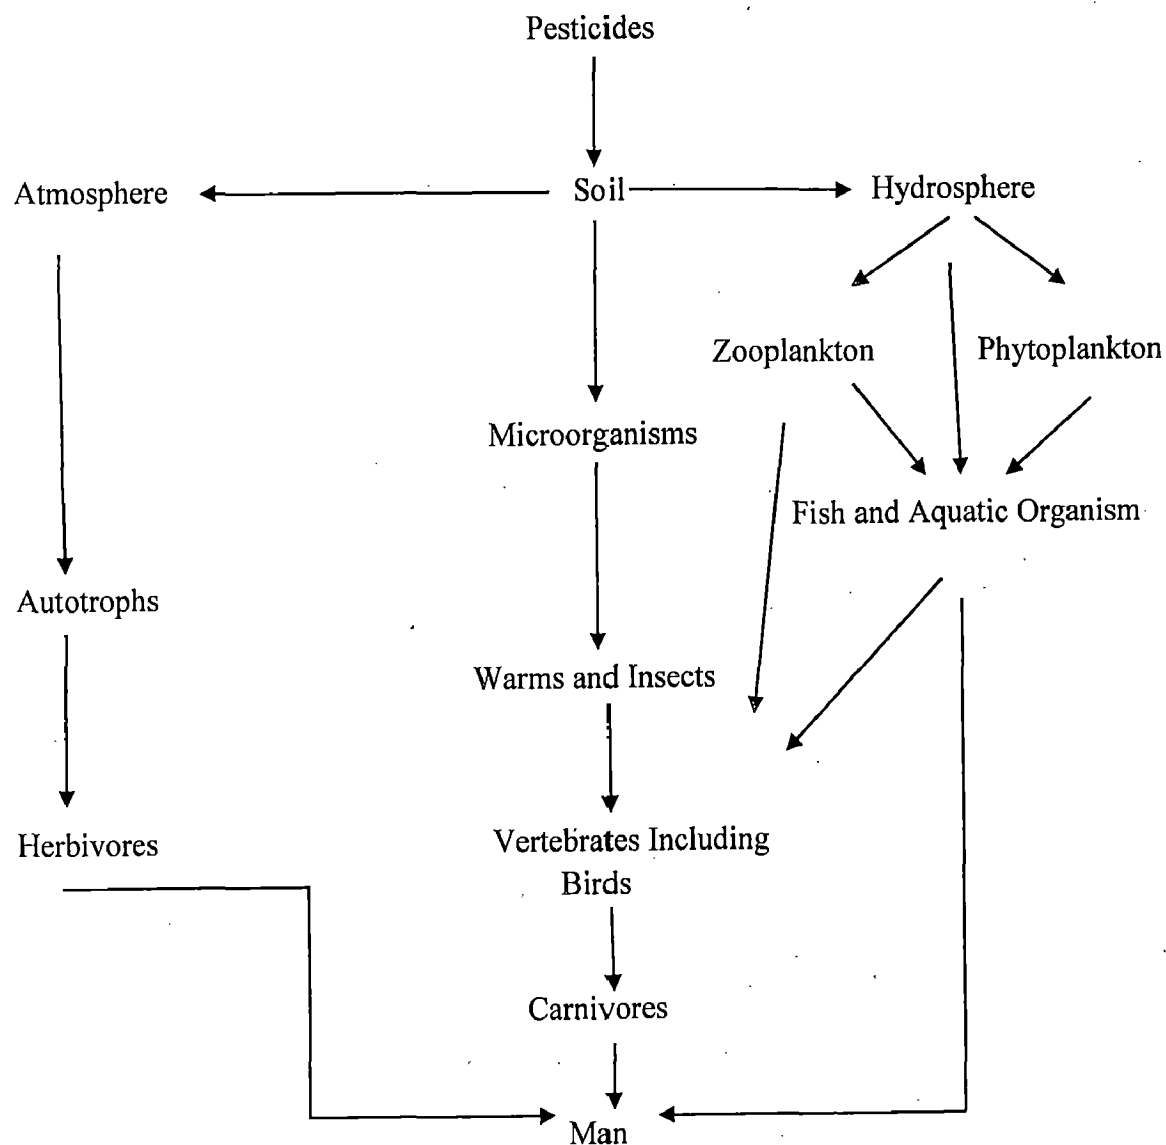 Pesticides
Atmosphere
Soil
Hydrosphere
Zooplankton
Phytoplankton
Microorganisms
Fish and Aquatic Organism
Autotrophs
Warms and Insects
Herbivores
Vertebrates Including
Birds
Carnivores
Man